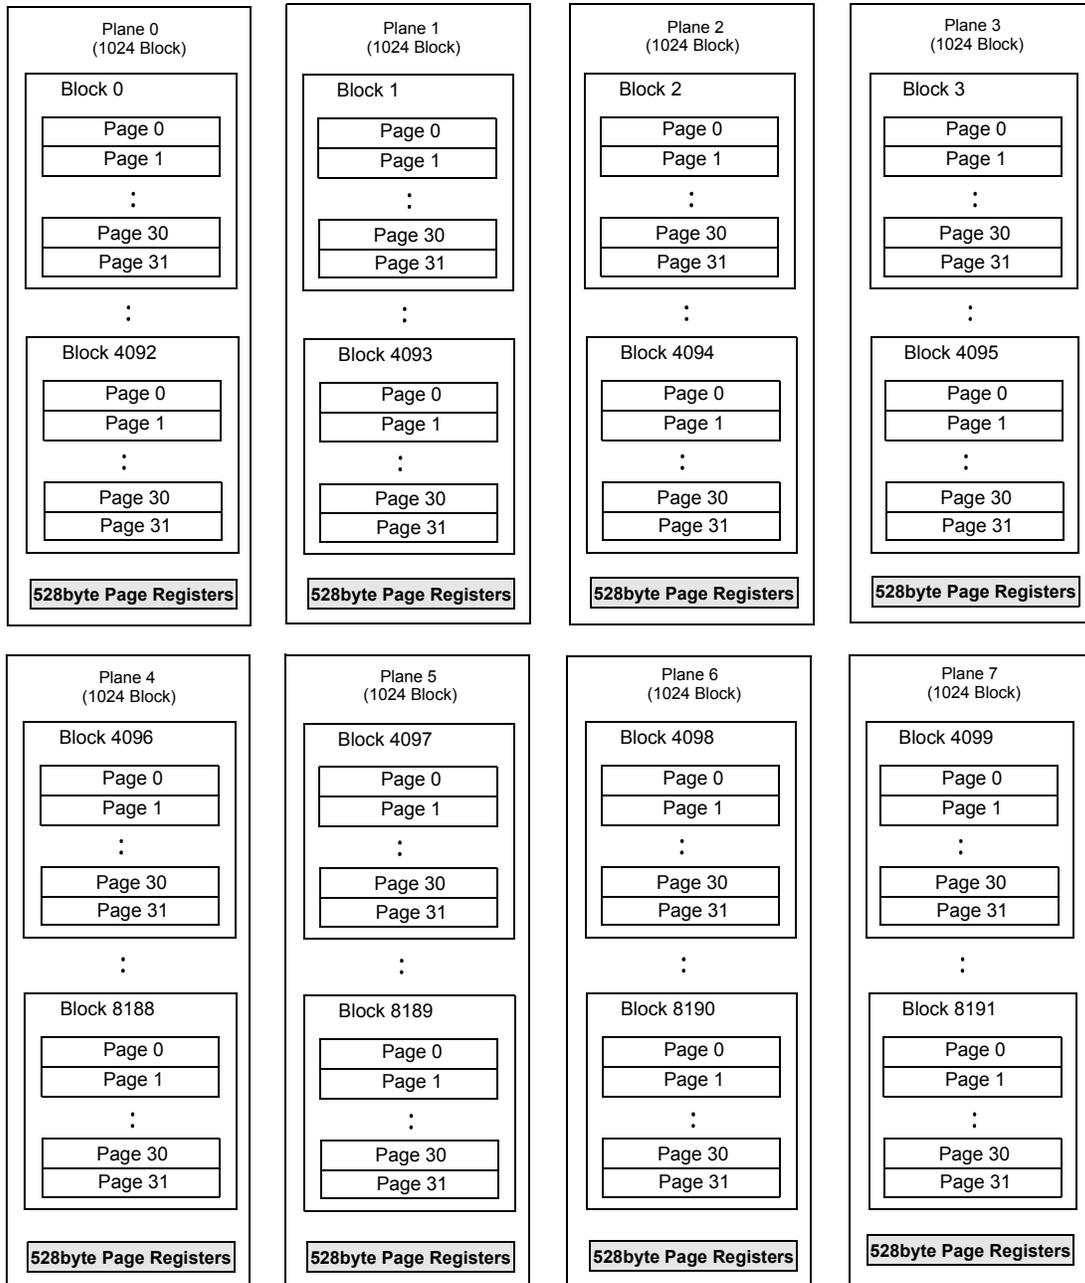 Plane 0
(1024 Block)
Block 0
Page 0
Page 1
:
Page 30
Page 31
:
Block 4092
Page 0
Page 1
:
Page 30
Page 31
528byte Page Registers
Plane 1
(1024 Block)
Block 1
Page 0
Page 1
:
Page 30
Page 31
:
Block 4093
Page 0
Page 1
:
Page 30
Page 31
528byte Page Registers
Plane 2
(1024 Block)
Block 2
Page 0
Page 1
:
Page 30
Page 31
:
Block 4094
Page 0
Page 1
:
Page 30
Page 31
528byte Page Registers
Plane 3
(1024 Block)
Block 3
Page 0
Page 1
:
Page 30
Page 31
:
Block 4095
Page 0
Page 1
:
Page 30
Page 31
528byte Page Registers
Plane 4
(1024 Block)
Block 4096
Page 0
Page 1
:
Page 30
Page 31
:
Block 8188
Page 0
Page 1
:
Page 30
Page 31
528byte Page Registers
Plane 5
(1024 Block)
Block 4097
Page 0
Page 1
:
Page 30
Page 31
:
Block 8189
Page 0
Page 1
:
Page 30
Page 31
528byte Page Registers
Plane 6
(1024 Block)
Block 4098
Page 0
Page 1
:
Page 30
Page 31
:
Block 8190
Page 0
Page 1
:
Page 30
Page 31
528byte Page Registers
Plane 7
(1024 Block)
Block 4099
Page 0
Page 1
:
Page 30
Page 31
:
Block 8191
Page 0
Page 1
:
Page 30
Page 31
528byte Page Registers